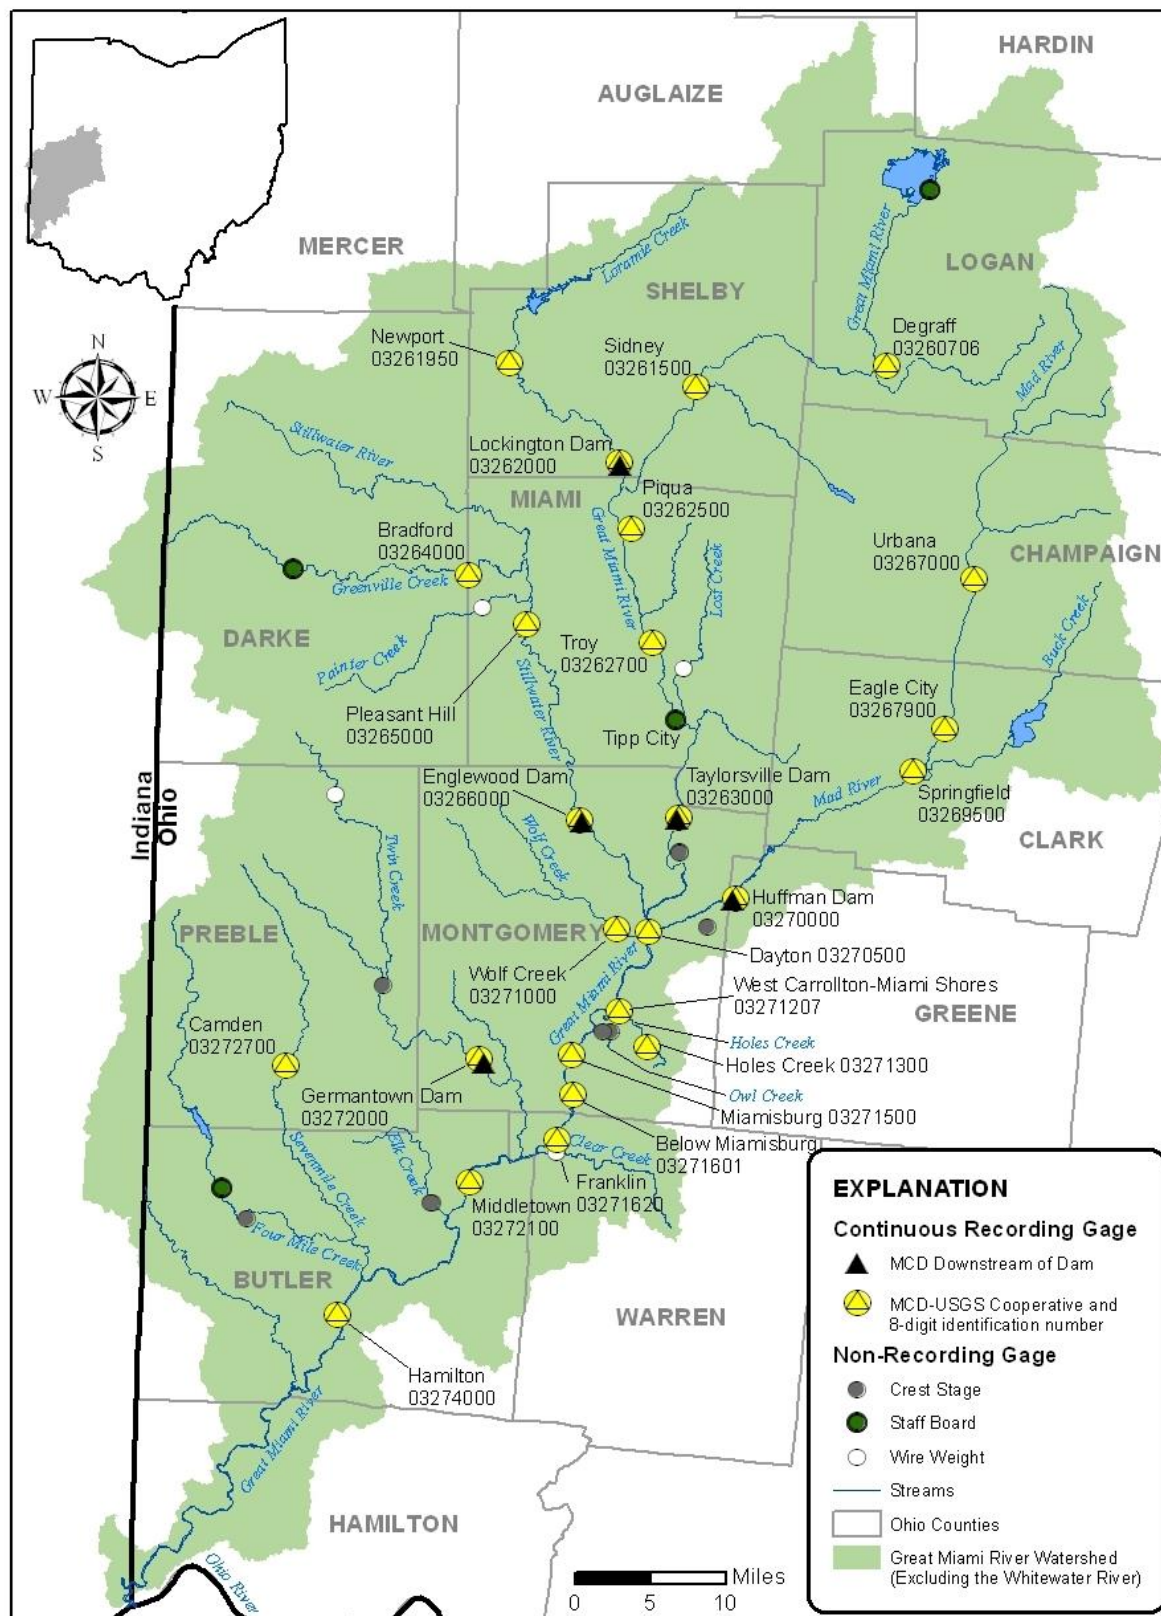 HARDIN
AUGLAIZE
MERCER
LOGAN
SHELBY
Loramie Creek
Great Miami River
Mad River
Newport
03261950
Sidney
03261500
Degraff
03260706
N
W
E
S
Stillwater River
Lockington Dam
03262000
MIAMI
Piqua
03262500
Great Miami River
Lost Creek
Bradford
03264000
Greenville Creek
Urbana
03267000
CHAMPAIGN
Buck Creek
DARKE
Painter Creek
Troy
03262700
Stillwater River
Pleasant Hill
03265000
Tipp City
Eagle City
03267900
Indiana
Ohio
Englewood Dam
03266000
Taylorsville Dam
03263000
Mad River
Springfield
03269500
CLARK
Wolf Creek
Twin Creek
Huffman Dam
03270000
PREBLE
MONTGOMERY
Dayton 03270500
Wolf Creek
03271000
Great Miami River
West Carrollton-Miami Shores
03271207
GREENE
Camden
03272700
Holes Creek
Holes Creek 03271300
Germantown Dam
03272000
Owl Creek
Miamisburg 03271500
Below Miamisburg
03271601
Elk Creek
Sevenmile Creek
Clear Creek
Franklin
03271620
Middletown
03272100
Four Mile Creek
BUTLER
WARREN
Hamilton
03274000
Great Miami River
HAMILTON
Ohio River
Miles
0 5 10
EXPLANATION
Continuous Recording Gage
MCD Downstream of Dam
MCD-USGS Cooperative and
8-digit identification number
Non-Recording Gage
Crest Stage
Staff Board
Wire Weight
Streams
Ohio Counties
Great Miami River Watershed
(Excluding the Whitewater River)